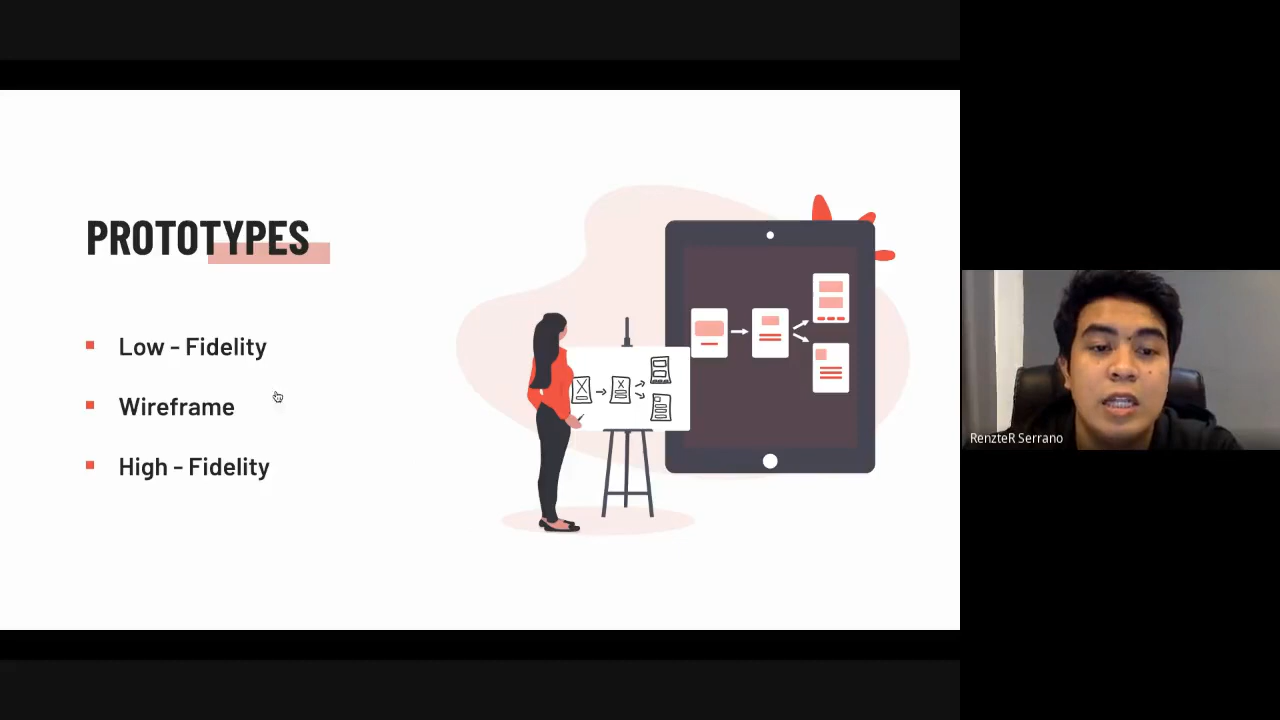 PROTOTYPES
Low - Fidelity
Wireframe
High - Fidelity
RenzteR Serrano